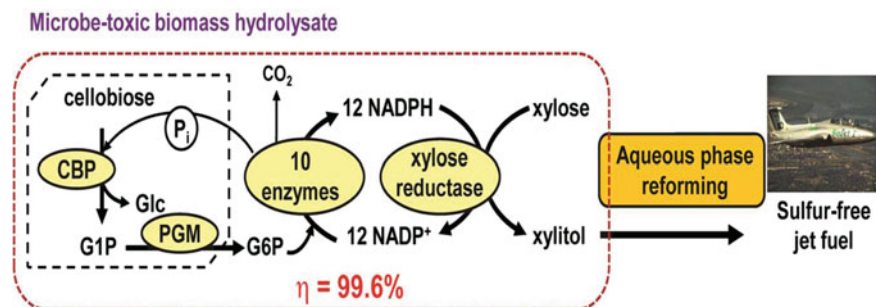 Microbe-toxic biomass hydrolysate
CO₂
cellobiose
Pᵢ
12 NADPH
xylose
CBP
10
enzymes
xylose
reductase
Aqueous phase
reforming
Glc
PGM
G1P
G6P
12 NADP⁺
xylitol
Sulfur-free
jet fuel
η = 99.6%